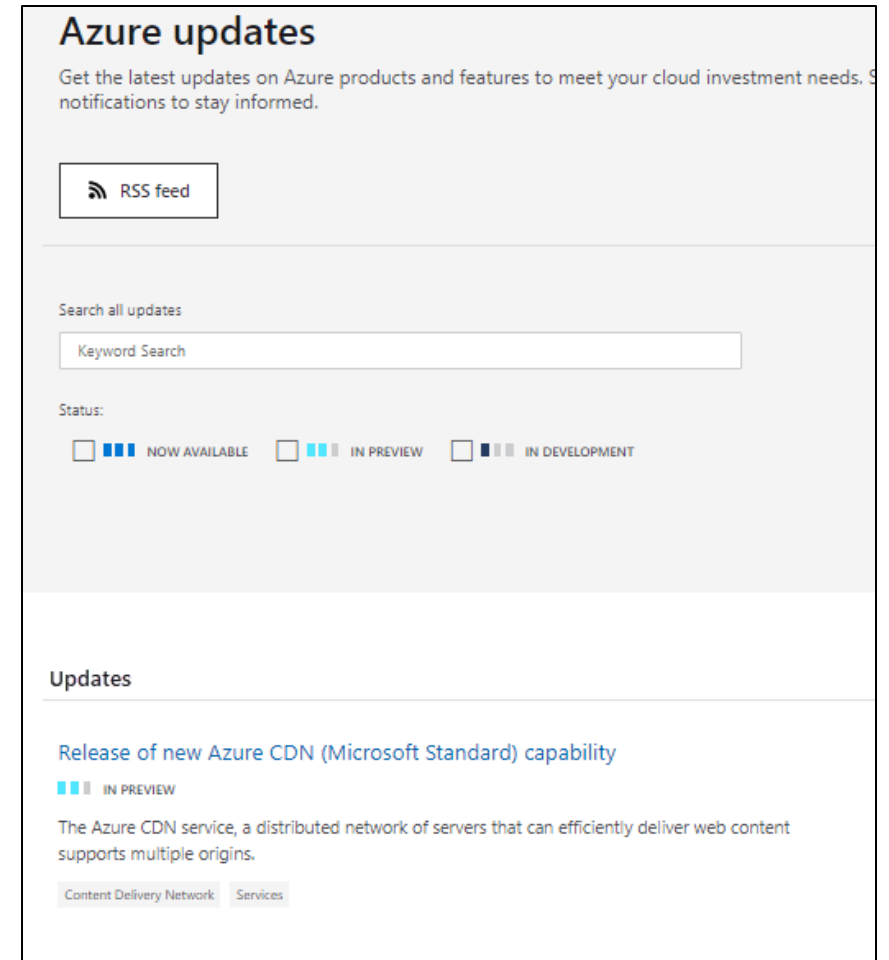 Azure updates
Get the latest updates on Azure products and features to meet your cloud investment needs. S
notifications to stay informed.
RSS feed
Search all updates
Keyword Search
Status:
NOW AVAILABLE IN PREVIEW IN DEVELOPMENT
Updates
Release of new Azure CDN (Microsoft Standard) capability
IN PREVIEW
The Azure CDN service, a distributed network of servers that can efficiently deliver web content
supports multiple origins.
Content Delivery Network Services